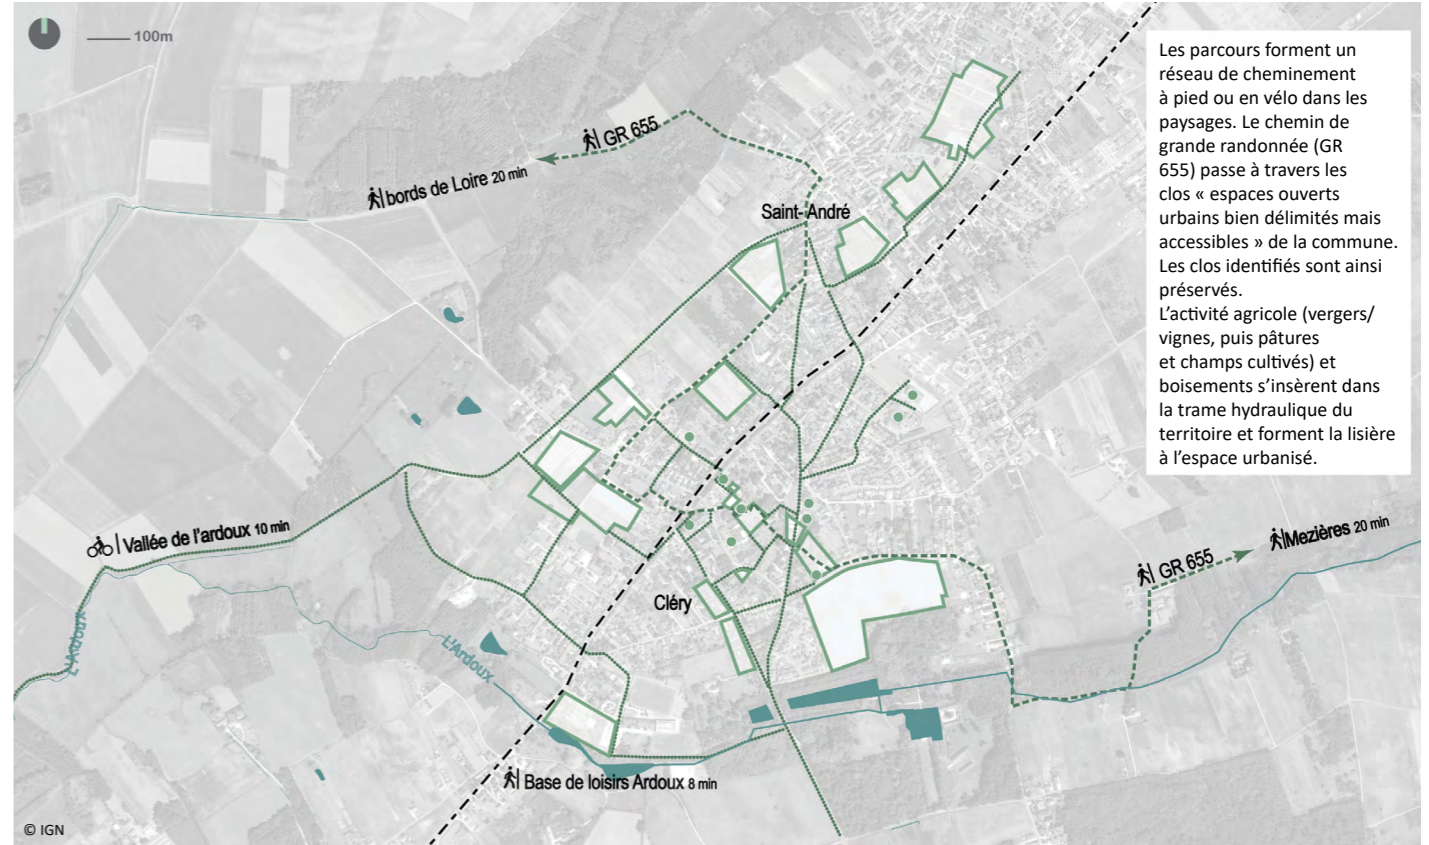 100m
Les parcours forment un
réseau de cheminement
à pied ou en vélo dans les
paysages. Le chemin de
grande randonnée (GR
655) passe à travers les
clos « espaces ouverts
urbains bien délimités mais
accessibles » de la commune.
Les clos identifiés sont ainsi
préservés.
L’activité agricole (vergers/
vignes, puis pâtures
et champs cultivés) et
boisements s’insèrent dans
la trame hydraulique du
territoire et forment la lisière
à l’espace urbanisé.
GR 655
bords de Loire 20 min
Saint- André
Vallée de l'ardoux 10 min
Mezières 20 min
GR 655
Cléry
L'Ardoux
L'Ardoux
Base de loisirs Ardoux 8 min
© IGN